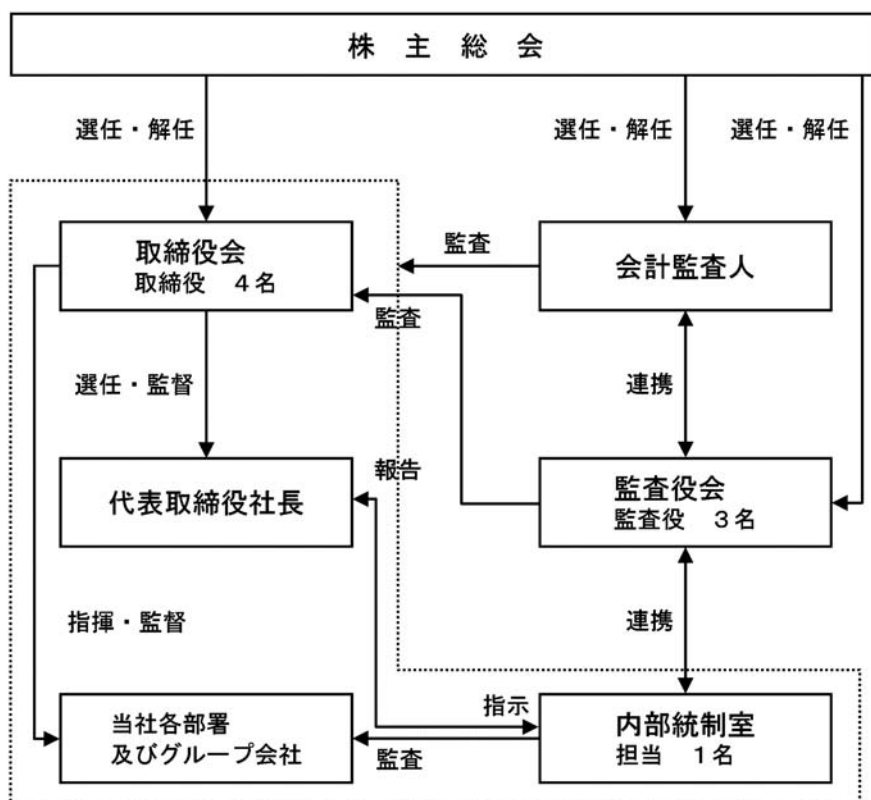 株　主　総　会
選任・解任
選任・解任
選任・解任
取締役会
取締役　４名
監査
会計監査人
監査
選任・監督
連携
報告
代表取締役社長
監査役会
監査役　３名
指揮・監督
連携
当社各部署
及びグループ会社
指示
監査
内部統制室
担当　１名